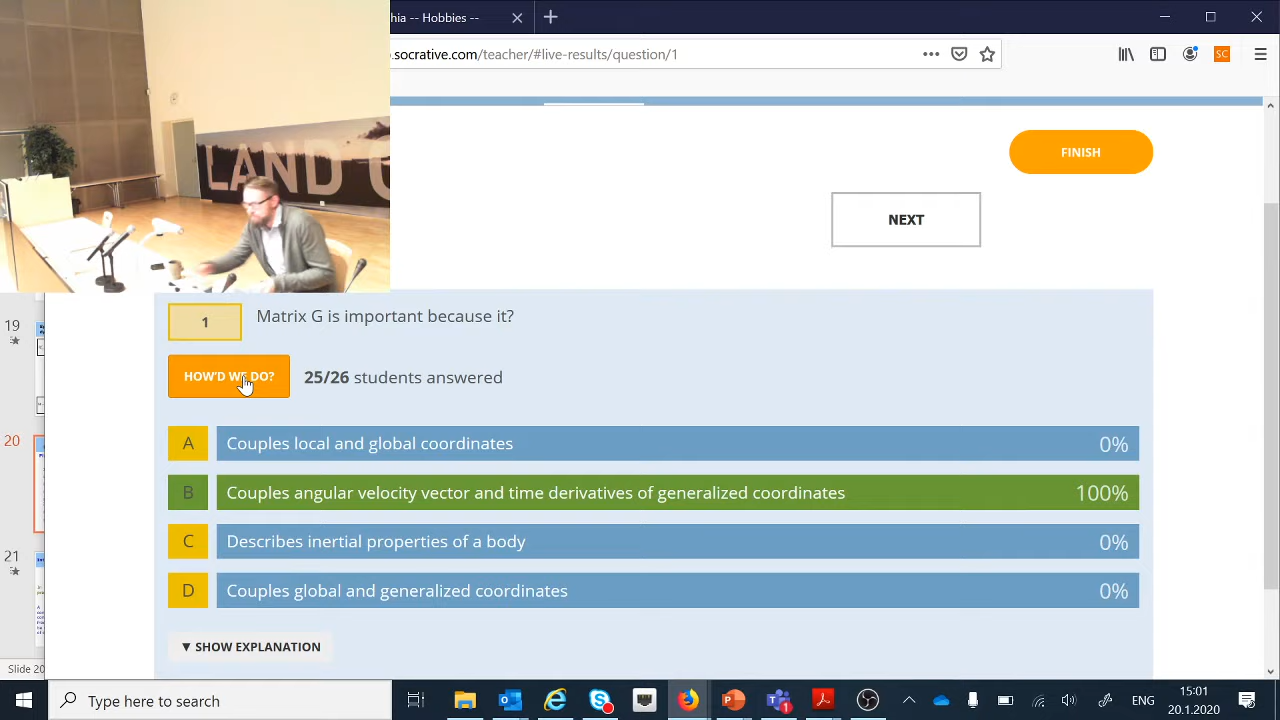 hia -- Hobbies --
.socrative.com/teacher/#live-results/question/1
SC
FINISH
NEXT
LAND
19
20
21
1
Matrix G is important because it?
HOW'D WE DO?
25/26 students answered
A
Couples local and global coordinates
0%
B
Couples angular velocity vector and time derivatives of generalized coordinates
100%
C
Describes inertial properties of a body
0%
D
Couples global and generalized coordinates
0%
▼ SHOW EXPLANATION
Slide 20
Type here to search
1
ENG
15:01
20.1.2020